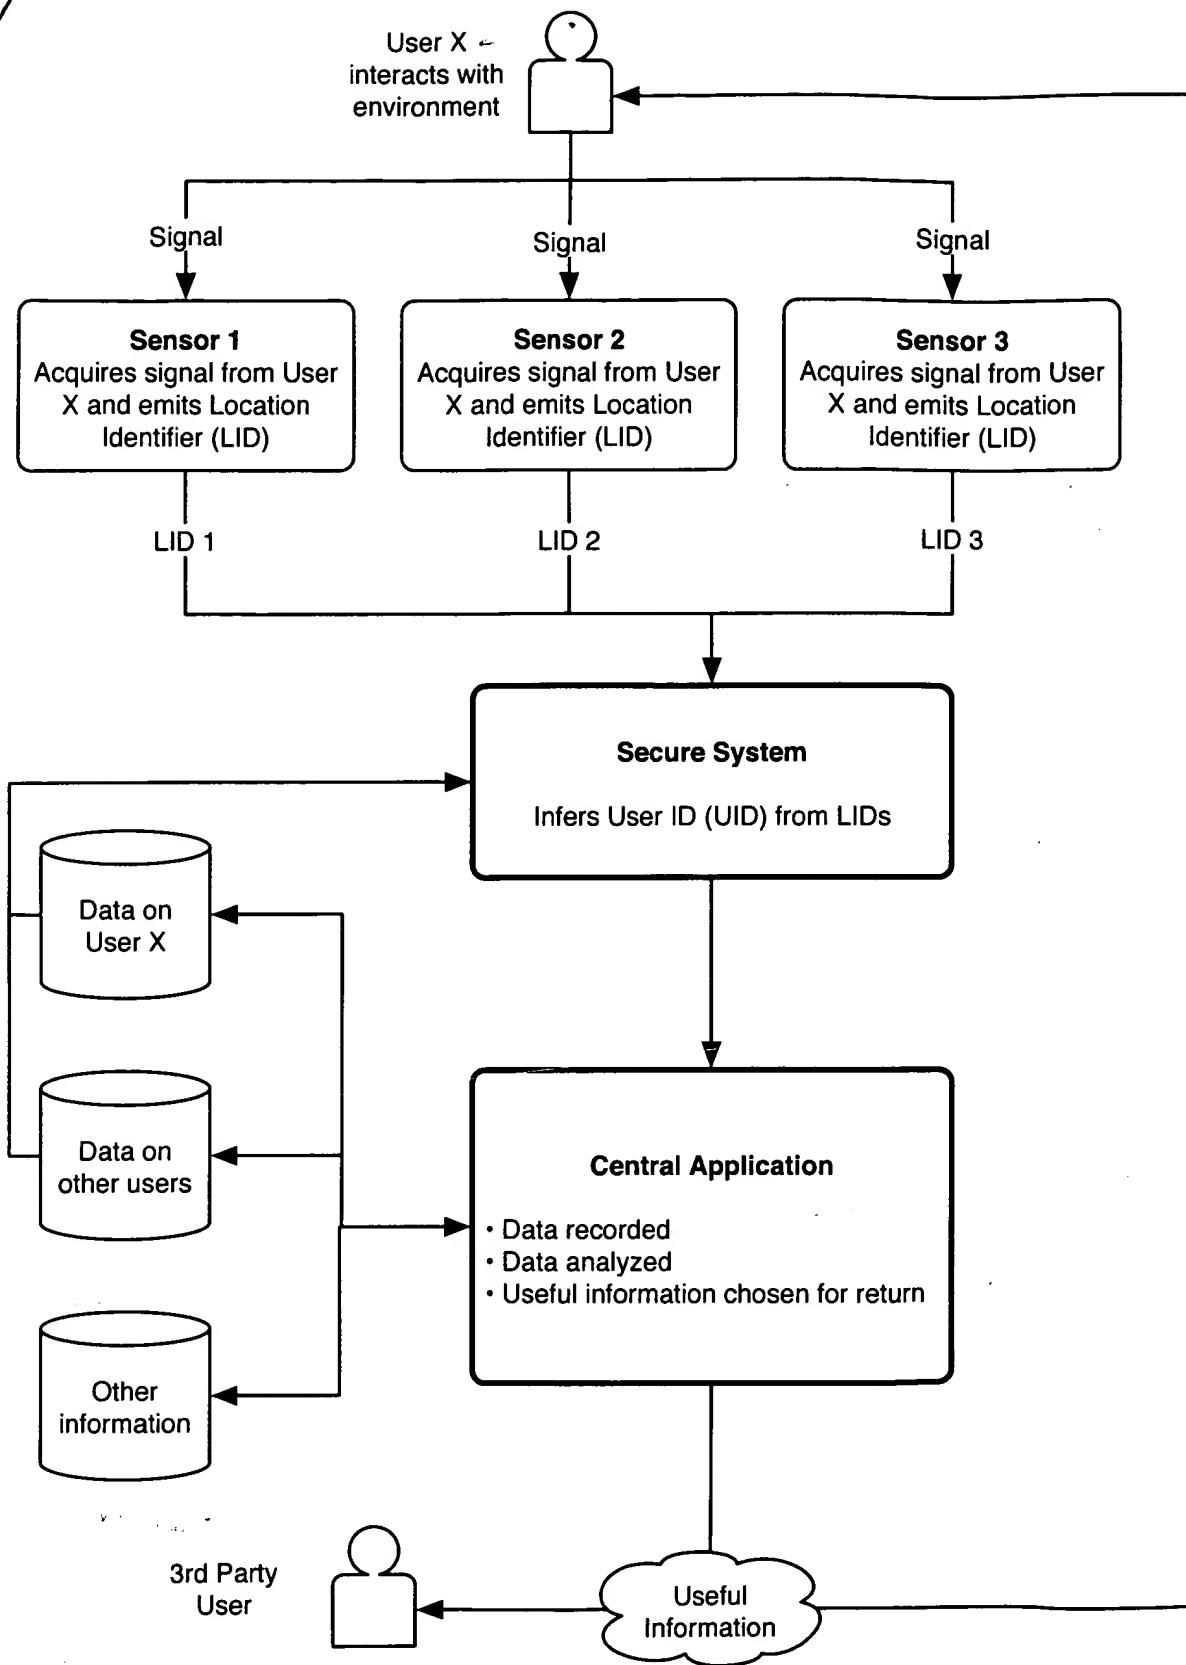 User X
interacts with
environment
Signal
Signal
Signal
Sensor 1
Acquires signal from User
X and emits Location
Identifier (LID)
Sensor 2
Acquires signal from User
X and emits Location
Identifier (LID)
Sensor 3
Acquires signal from User
X and emits Location
Identifier (LID)
LID 1
LID 2
LID 3
Secure System
Infers User ID (UID) from LIDs
Data on
User X
Data on
other users
Central Application
• Data recorded
• Data analyzed
• Useful information chosen for return
Other
information
3rd Party
User
Useful
Information